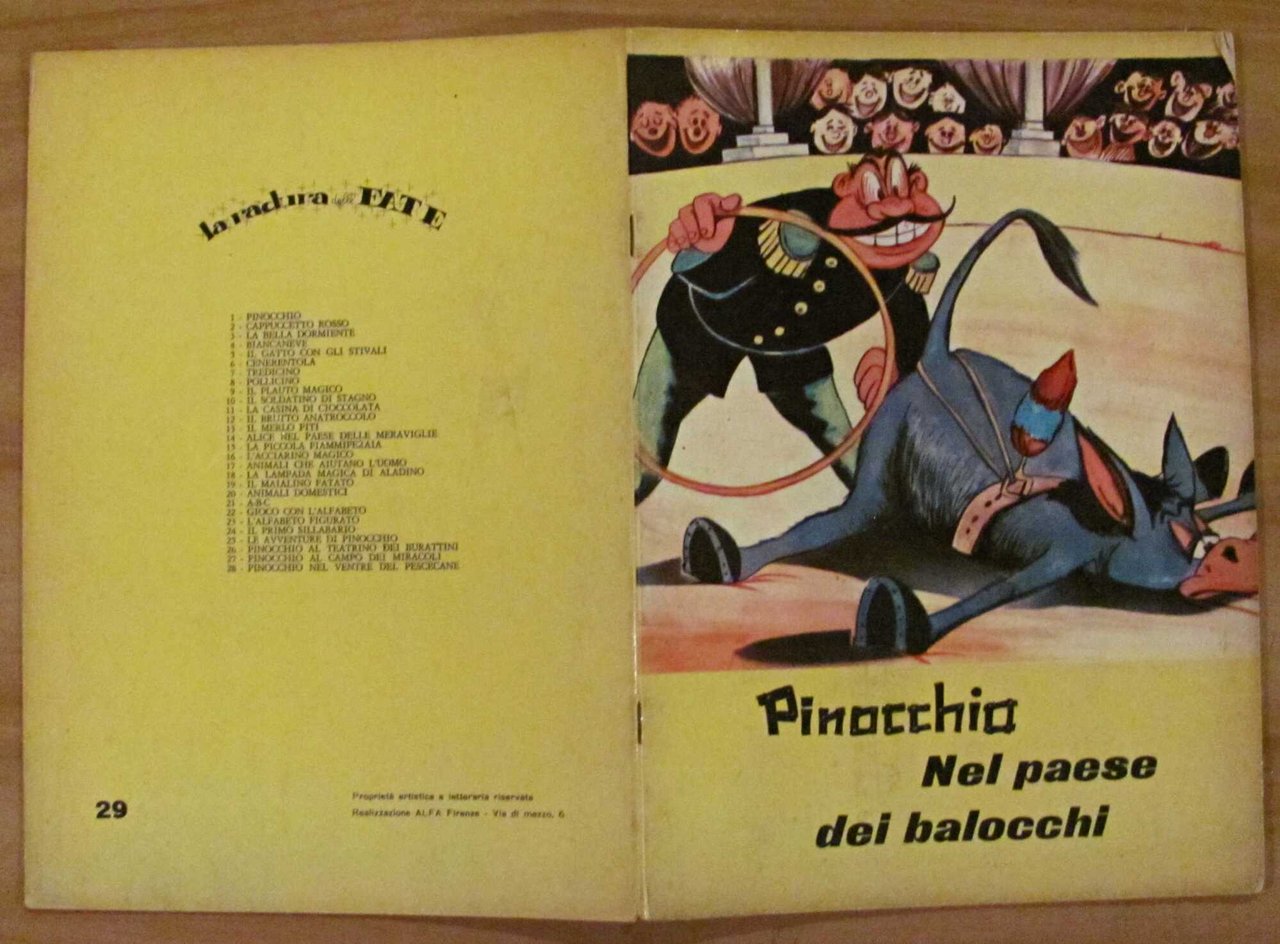 la radura delle FATE
1 - PINOCCHIO
2 - CAPPUCCETTO ROSSO
3 - LA BELLA DORMIENTE
4 - BIANCANEVE
5 - IL GATTO CON GLI STIVALI
6 - CENERENTOLA
7 - TREDICINO
8 - POLLICINO
9 - IL FLAUTO MAGICO
10 - IL SOLDATINO DI STAGNO
11 - LA CASINA DI CIOCCOLATA
12 - IL BRUTTO ANATROCCOLO
13 - IL MERLO PITI
14 - ALICE NEL PAESE DELLE MERAVIGLIE
15 - LA PICCOLA FIAMMIFEZAIA
16 - L'ACCIARINO MAGICO
17 - ANIMALI CHE AIUTANO L'UOMO
18 - LA LAMPADA MAGICA DI ALADINO
19 - IL MAIALINO FATATO
20 - ANIMALI DOMESTICI
21 - A-B-C
22 - GIOCO CON L'ALFABETO
23 - L'ALFABETO FIGURATO
24 - IL PRIMO SILLABARIO
25 - LE AVVENTURE DI PINOCCHIO
26 - PINOCCHIO AL TEATRINO DEI BURATTINI
27 - PINOCCHIO AL CAMPO DEI MIRACOLI
28 - PINOCCHIO NEL VENTRE DEL PESCECANE
29
Proprietà artistica e letteraria riservata
Realizzazione ALFA Firenze - Via di mezzo, 6
Pinocchio
Nel paese
dei balocchi